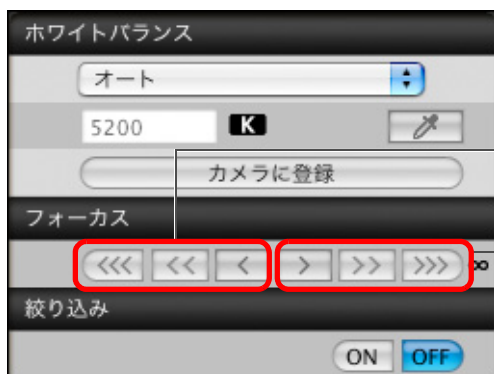 ホワイトバランス
オート
5200 K
カメラに登録
フォーカス
<<< << < > >> >>> ∞
絞り込み
ON OFF